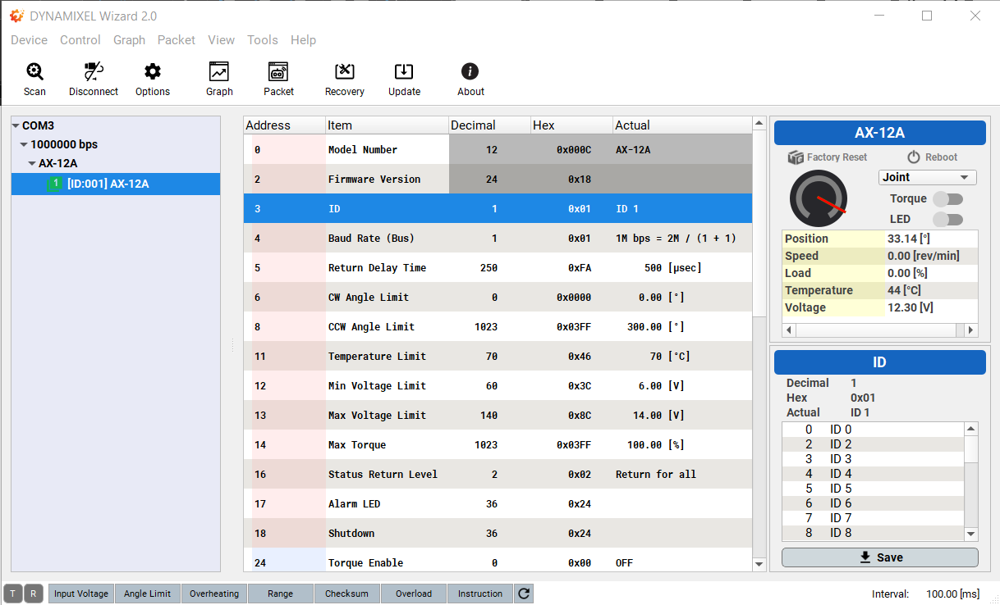 DYNAMIXEL Wizard 2.0
Device Control Graph Packet View Tools Help
Scan Disconnect Options Graph Packet Recovery Update About
COM3
1000000 bps
AX-12A
1 [ID:001] AX-12A
Address Item Decimal Hex Actual
0 Model Number 12 0x000C AX-12A
2 Firmware Version 24 0x18
3 ID 1 0x01 ID 1
4 Baud Rate (Bus) 1 0x01 1M bps = 2M / (1 + 1)
5 Return Delay Time 250 0xFA 500 [μsec]
6 CW Angle Limit 0 0x0000 0.00 [°]
8 CCW Angle Limit 1023 0x03FF 300.00 [°]
11 Temperature Limit 70 0x46 70 [°C]
12 Min Voltage Limit 60 0x3C 6.00 [V]
13 Max Voltage Limit 140 0x8C 14.00 [V]
14 Max Torque 1023 0x03FF 100.00 [%]
16 Status Return Level 2 0x02 Return for all
17 Alarm LED 36 0x24
18 Shutdown 36 0x24
24 Torque Enable 0 0x00 OFF
AX-12A
Factory Reset Reboot
Joint
Torque
LED
Position 33.14 [°]
Speed 0.00 [rev/min]
Load 0.00 [%]
Temperature 44 [°C]
Voltage 12.30 [V]
ID
Decimal 1
Hex 0x01
Actual ID 1
0 ID 0
2 ID 2
3 ID 3
4 ID 4
5 ID 5
6 ID 6
7 ID 7
8 ID 8
Save
T R Input Voltage Angle Limit Overheating Range Checksum Overload Instruction Interval: 100.00 [ms]